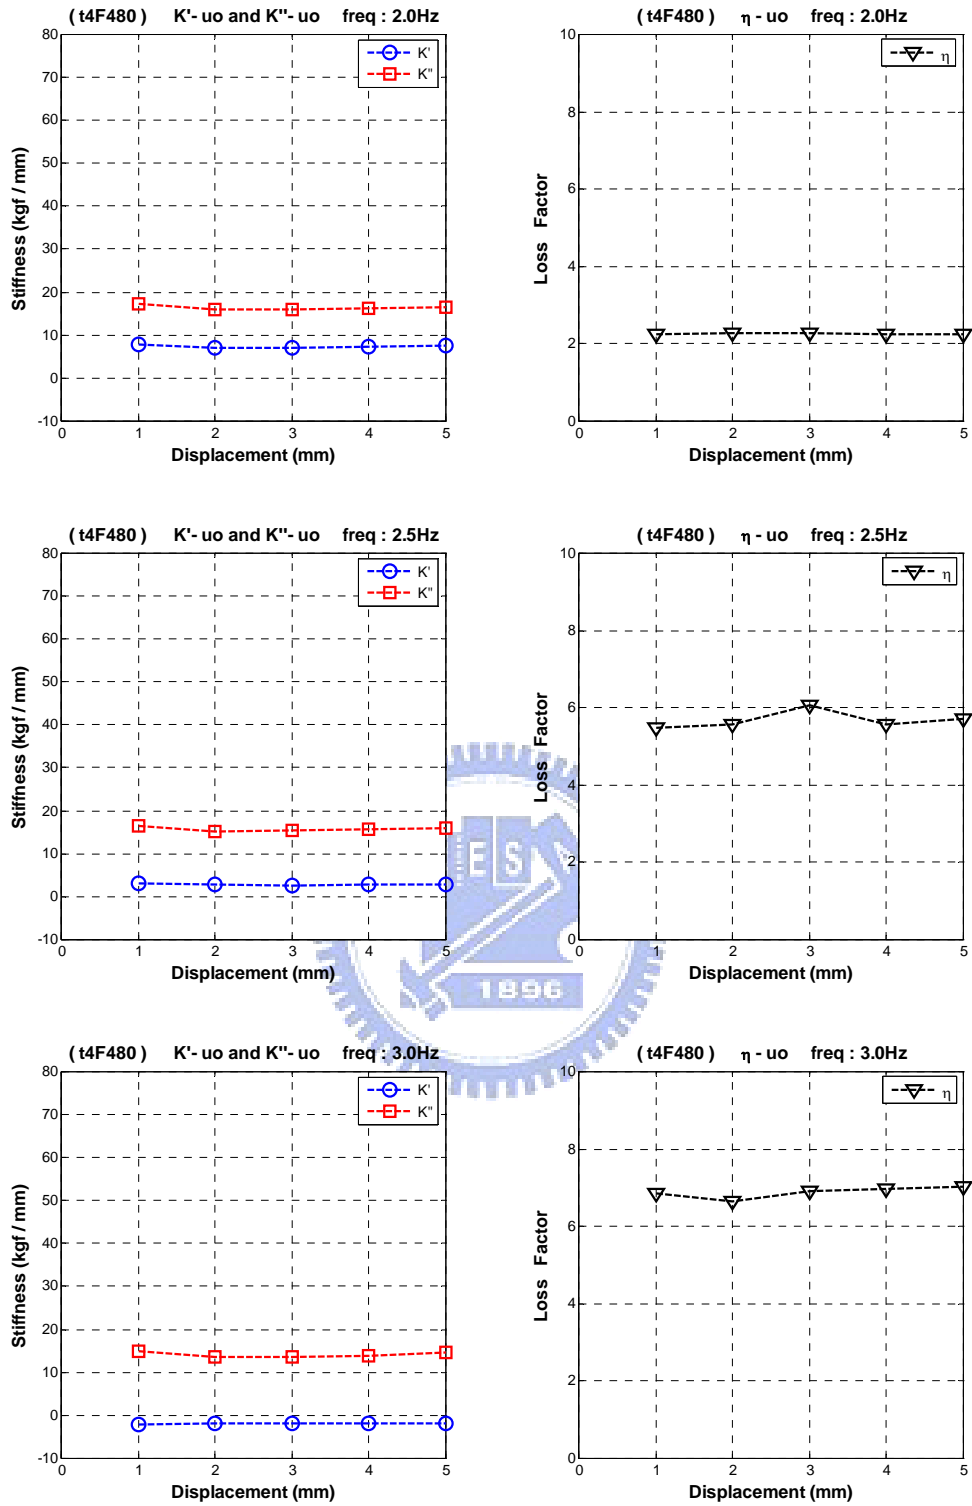 ( t4F480 ) K'- uo and K''- uo freq : 2.0Hz
80
70
60
50
40
30
20
10
0
-10
Stiffness (kgf / mm)
K'
K''
0 1 2 3 4 5
Displacement (mm)
( t4F480 ) η - uo freq : 2.0Hz
10
8
6
4
2
0
Loss Factor
η
0 1 2 3 4 5
Displacement (mm)
( t4F480 ) K'- uo and K''- uo freq : 2.5Hz
80
70
60
50
40
30
20
10
0
-10
Stiffness (kgf / mm)
K'
K''
0 1 2 3 4 5
Displacement (mm)
( t4F480 ) η - uo freq : 2.5Hz
10
8
6
4
2
0
Loss Factor
η
0 1 2 3 4 5
Displacement (mm)
E S
1896
( t4F480 ) K'- uo and K''- uo freq : 3.0Hz
80
70
60
50
40
30
20
10
0
-10
Stiffness (kgf / mm)
K'
K''
0 1 2 3 4 5
Displacement (mm)
( t4F480 ) η - uo freq : 3.0Hz
10
8
6
4
2
0
Loss Factor
η
0 1 2 3 4 5
Displacement (mm)